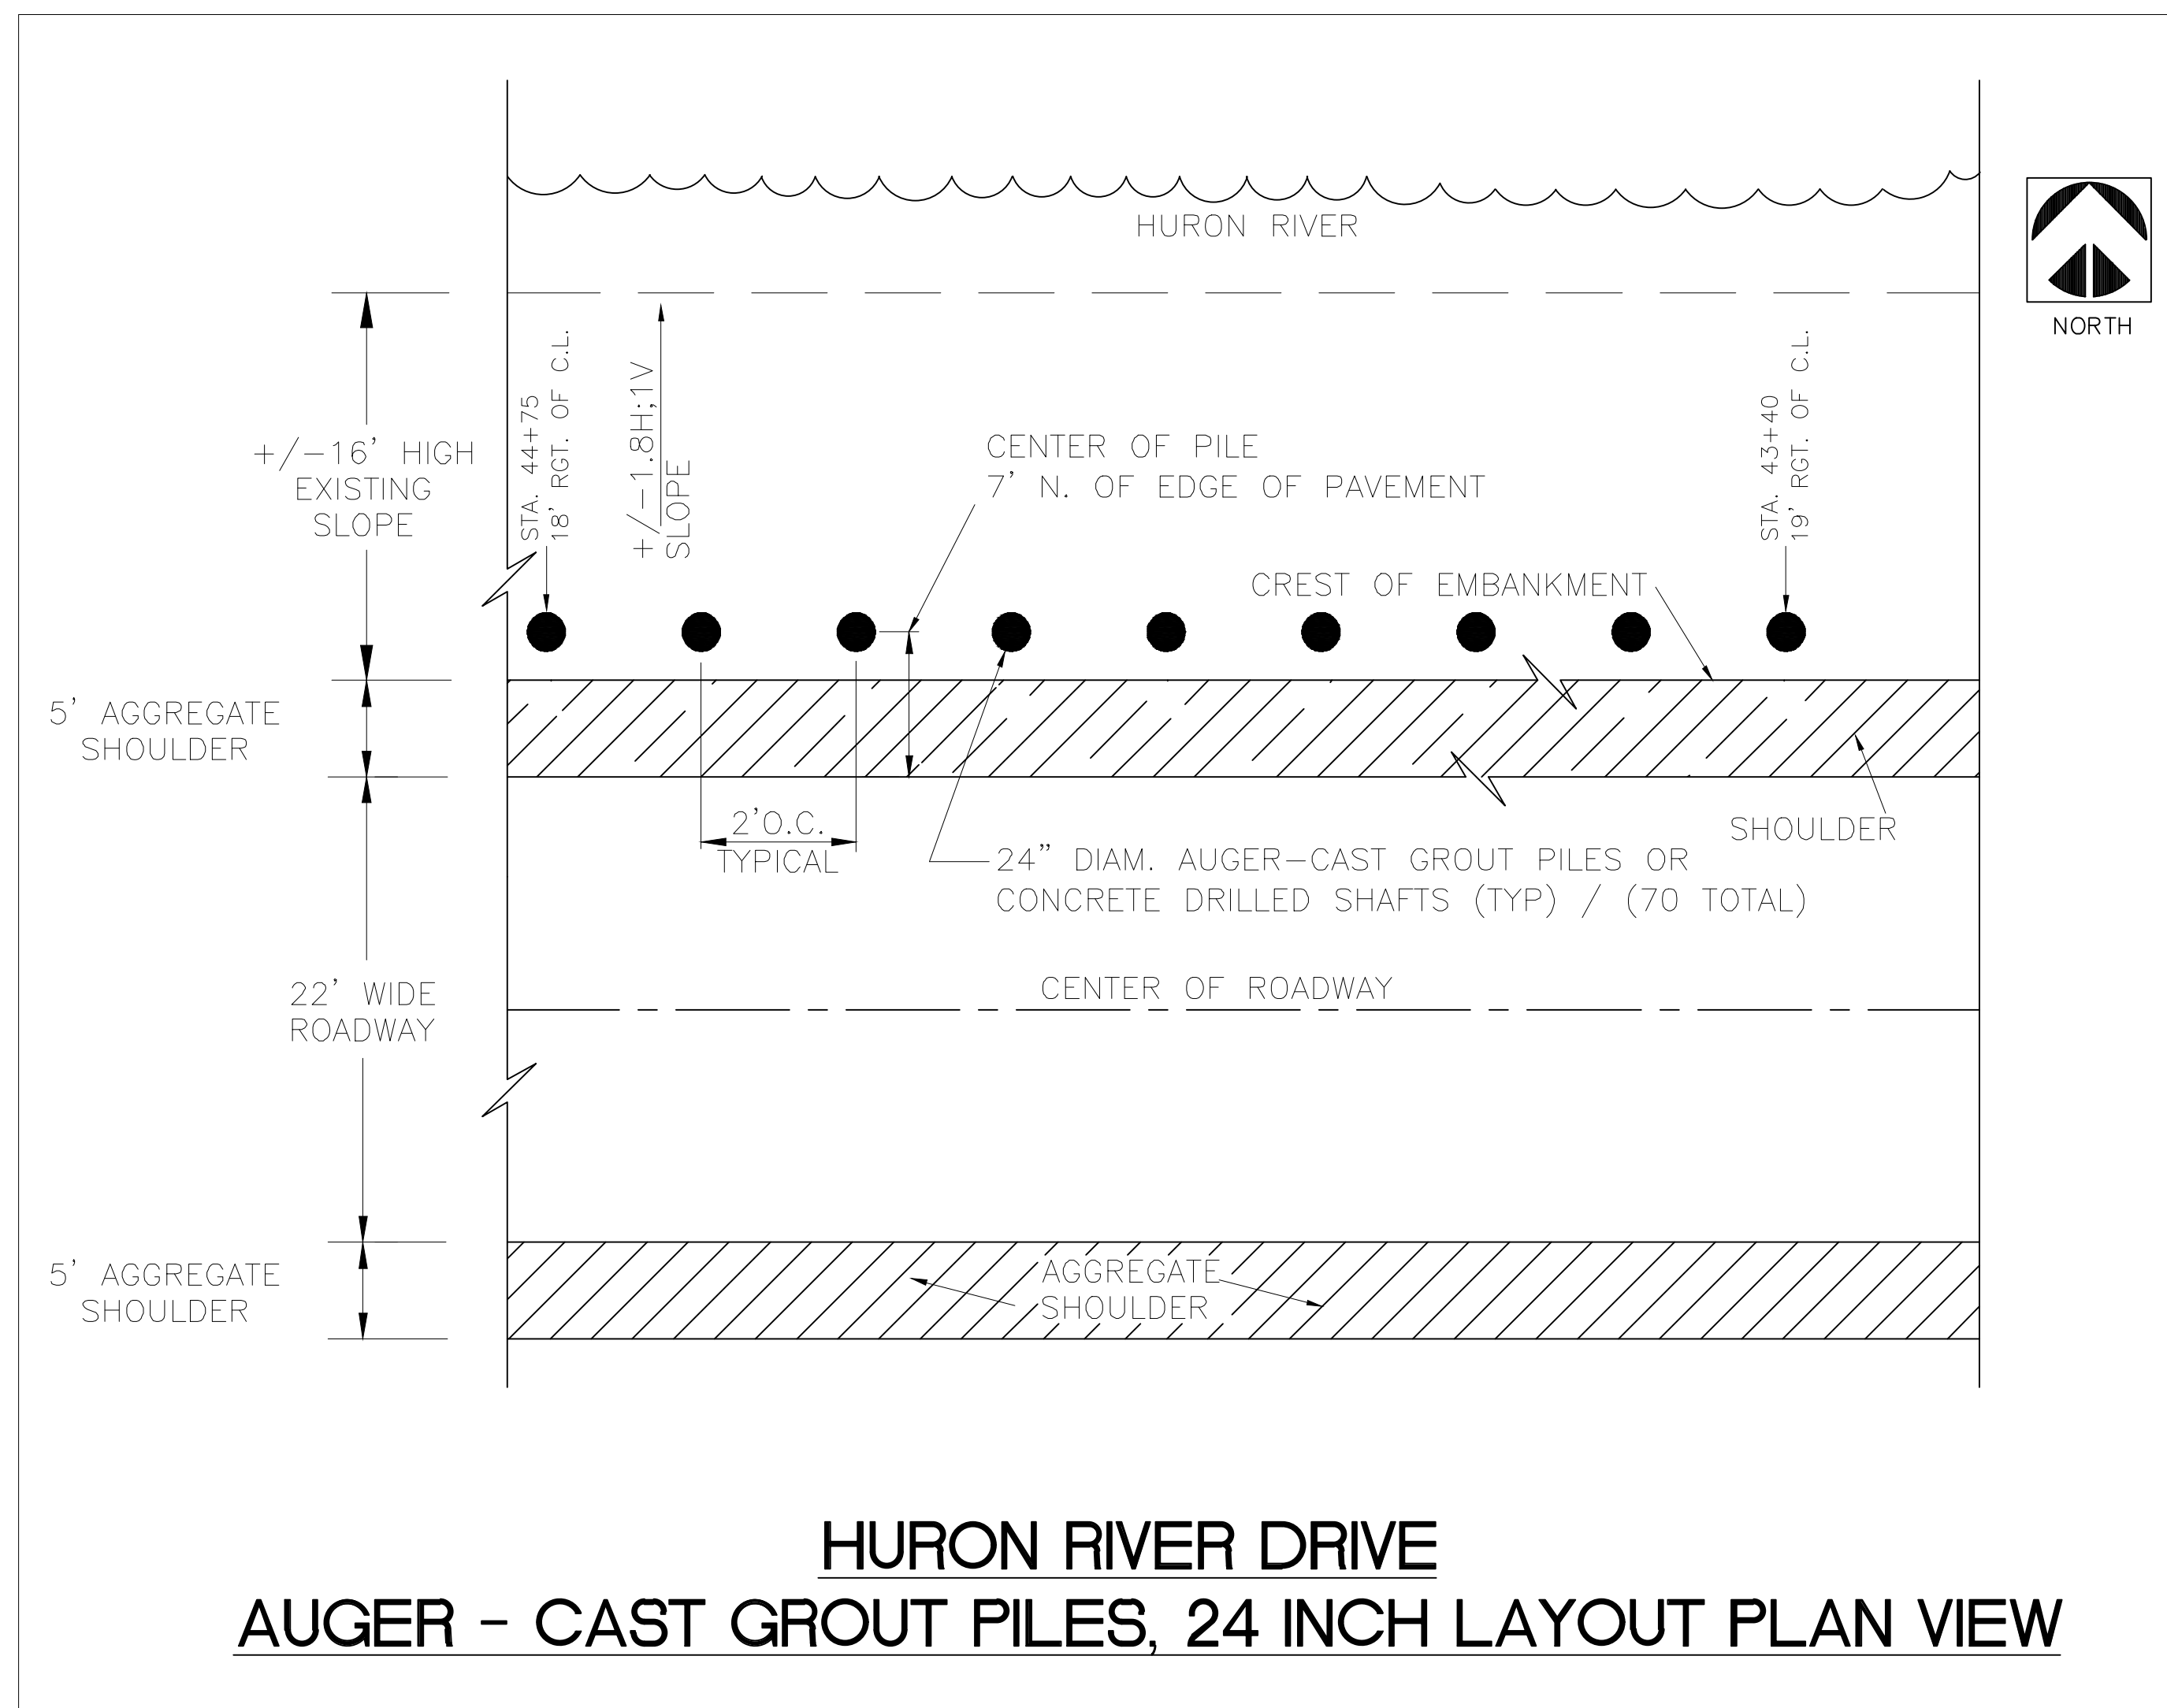 HURON RIVER
NORTH
+/-16' HIGH
EXISTING
SLOPE
STA. 44+75
18' RGT. OF C.L.
+/-1.8H;1V
SLOPE
CENTER OF PILE
7' N. OF EDGE OF PAVEMENT
STA. 43+40
19' RGT. OF C.L.
CREST OF EMBANKMENT
5' AGGREGATE
SHOULDER
2'O.C.
TYPICAL
SHOULDER
24" DIAM. AUGER-CAST GROUT PILES OR
CONCRETE DRILLED SHAFTS (TYP) / (70 TOTAL)
22' WIDE
ROADWAY
CENTER OF ROADWAY
5' AGGREGATE
SHOULDER
AGGREGATE
SHOULDER
HURON RIVER DRIVE
AUGER - CAST GROUT PILES, 24 INCH LAYOUT PLAN VIEW